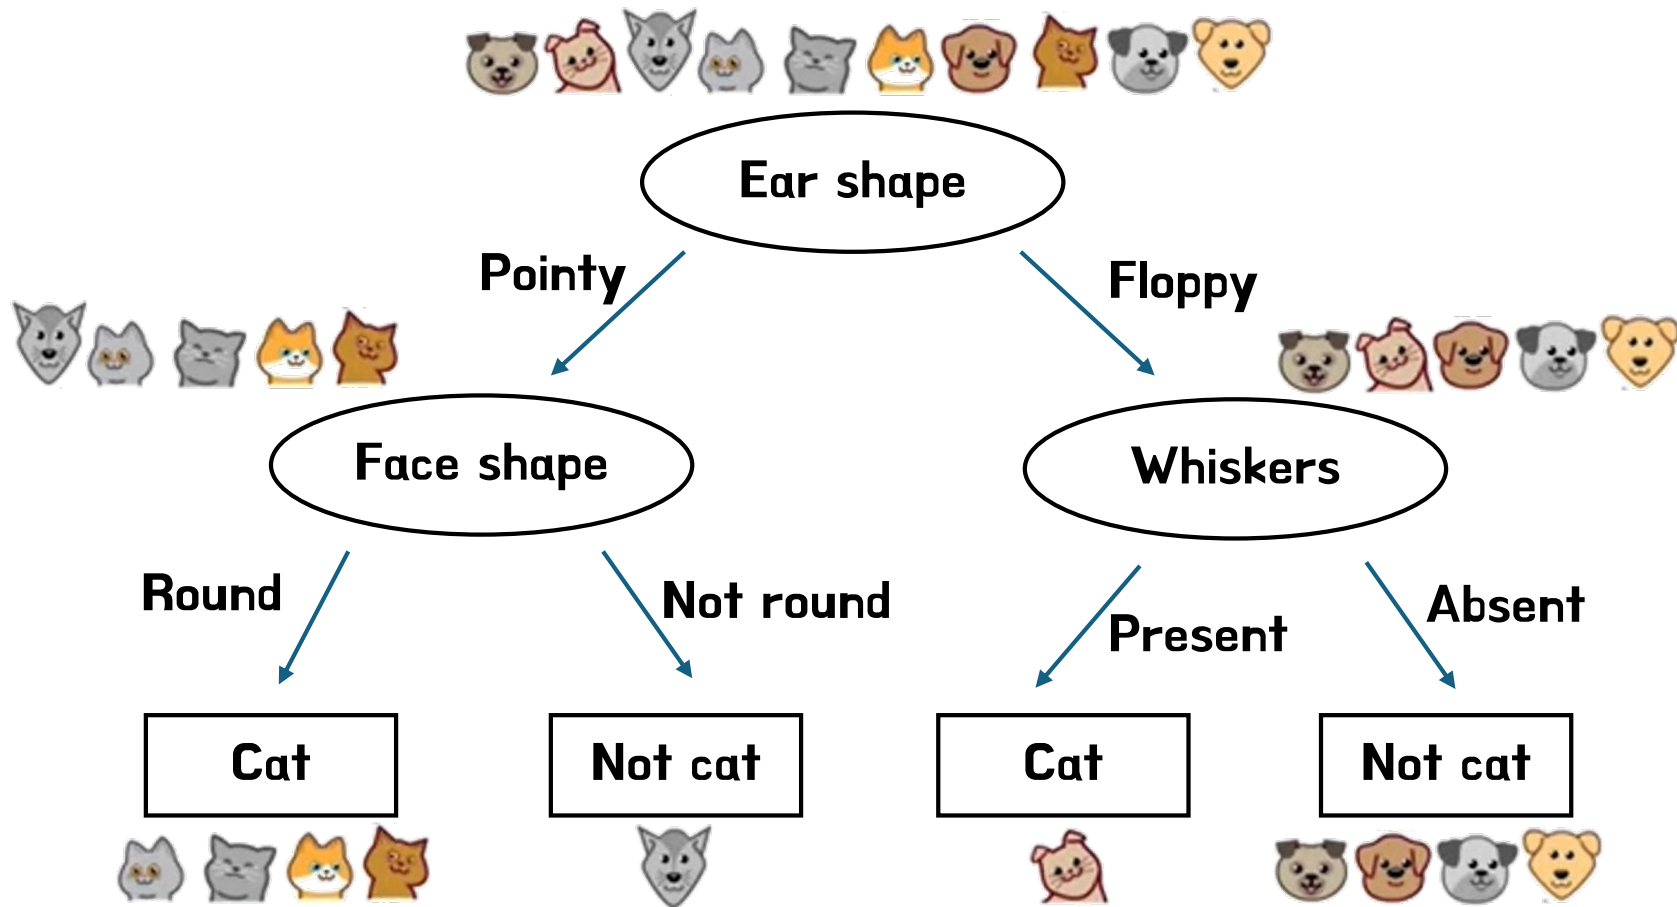 Ear shape
Pointy
Floppy
Face shape
Whiskers
Round
Not round
Present
Absent
Cat
Not cat
Cat
Not cat